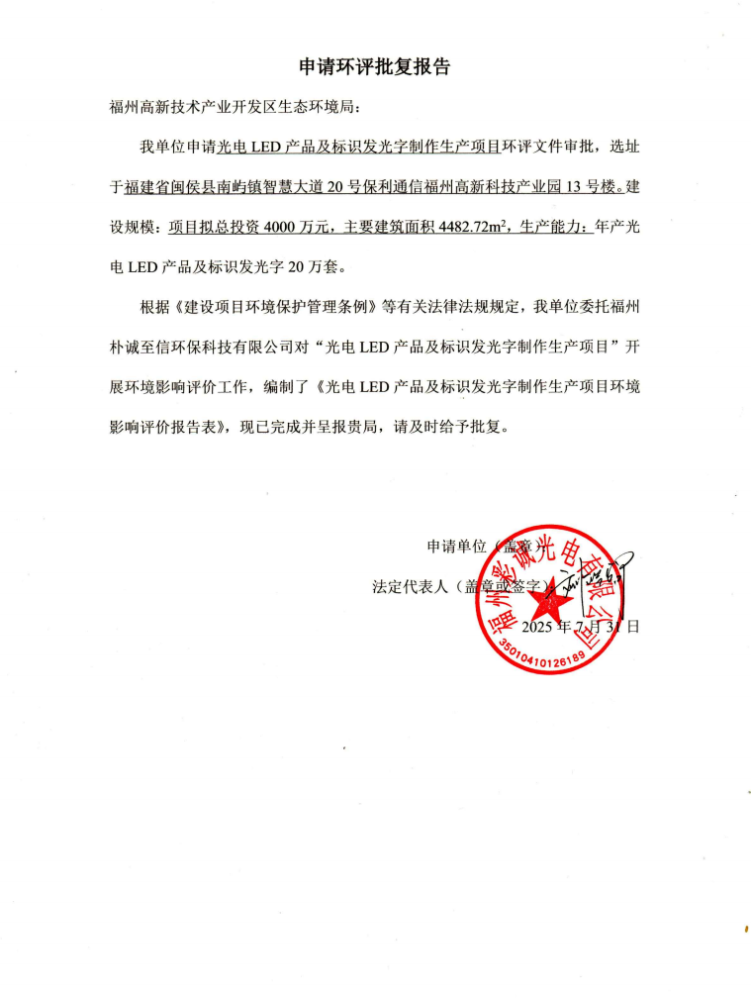 申请环评批复报告
福州高新技术产业开发区生态环境局：
我单位申请光电 LED 产品及标识发光字制作生产项目环评文件审批，选址
于福建省闽侯县南屿镇智慧大道 20 号保利通信福州高新科技产业园 13 号楼。建
设规模：项目拟总投资 4000 万元，主要建筑面积 4482.72m²，生产能力：年产光
电 LED 产品及标识发光字 20 万套。
根据《建设项目环境保护管理条例》等有关法律法规规定，我单位委托福州
朴诚至信环保科技有限公司对“光电 LED 产品及标识发光字制作生产项目”开
展环境影响评价工作，编制了《光电 LED 产品及标识发光字制作生产项目环境
影响评价报告表》，现已完成并呈报贵局，请及时给予批复。
申请单位（盖章）：
法定代表人（盖章或签字）：
2025 年 7 月 31 日
福州彩诚光电有限公司
35010410126189